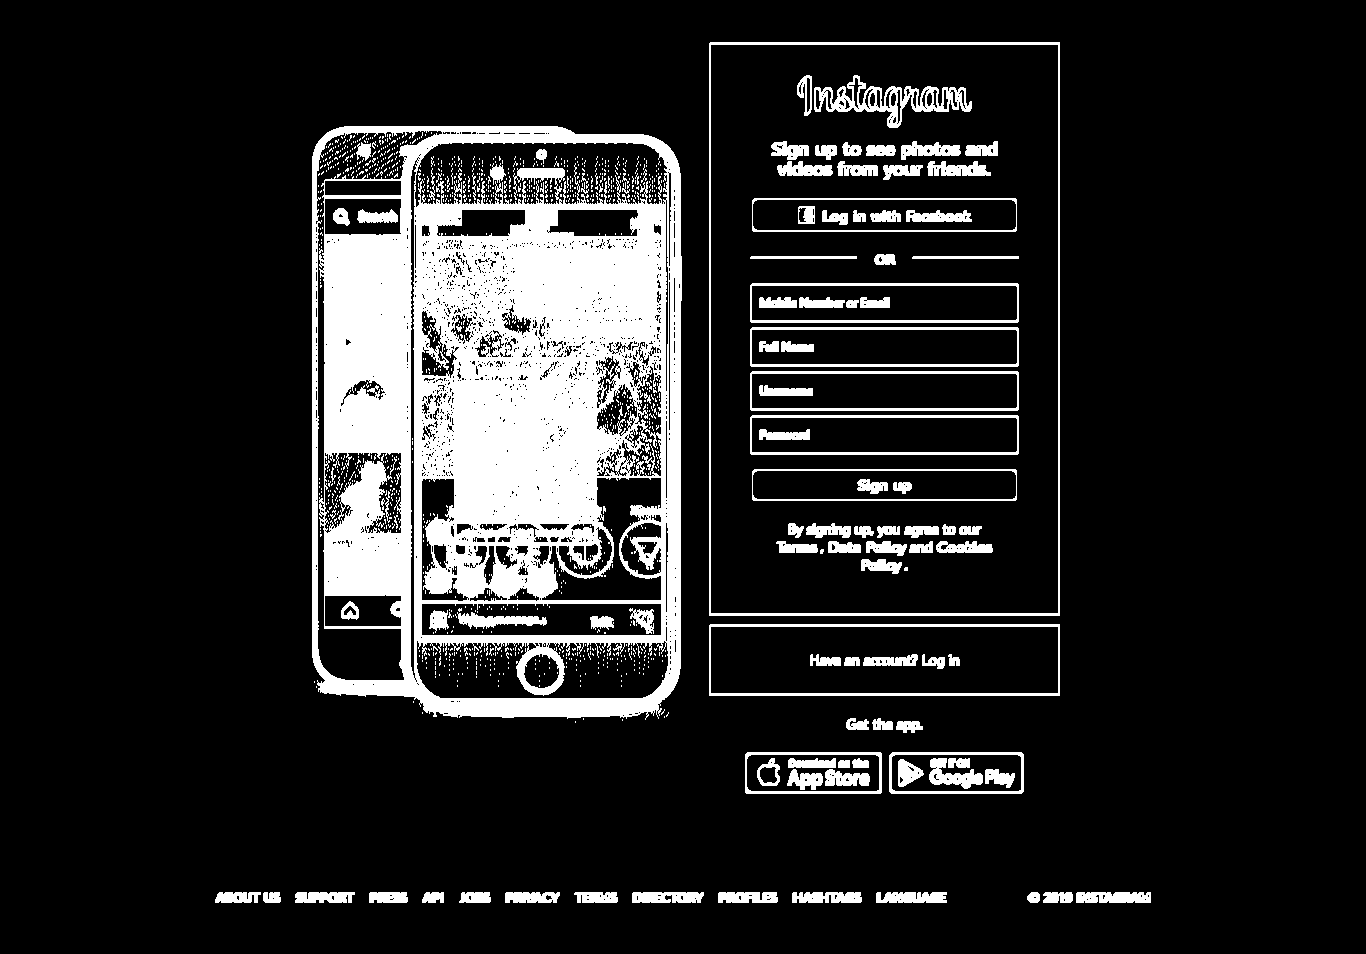 Search
Instagram
Sign up to see photos and
videos from your friends.
Log in with Facebook
OR
Mobile Number or Email
Full Name
Username
Password
Sign up
By signing up, you agree to our
Terms , Data Policy and Cookies
Policy .
Have an account? Log in
Get the app.
Download on the
App Store
GET IT ON
Google Play
ABOUT US SUPPORT PRESS API JOBS PRIVACY TERMS DIRECTORY PROFILES HASHTAGS LANGUAGE © 2019 INSTAGRAM